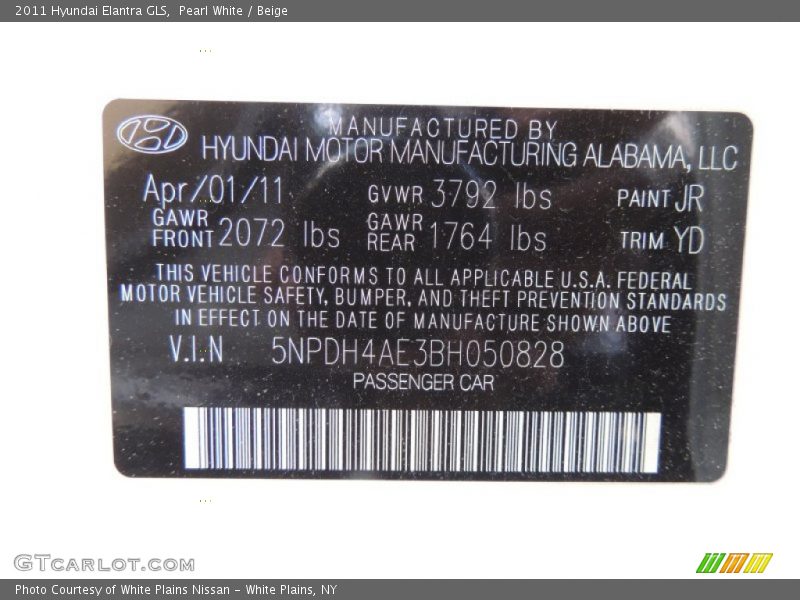 2011 Hyundai Elantra GLS,  Pearl White / Beige
MANUFACTURED BY
HYUNDAI MOTOR MANUFACTURING ALABAMA, LLC
Apr/01/11 GVWR 3792 lbs PAINT JR
GAWR FRONT 2072 lbs GAWR REAR 1764 lbs TRIM YD
THIS VEHICLE CONFORMS TO ALL APPLICABLE U.S.A. FEDERAL
MOTOR VEHICLE SAFETY, BUMPER, AND THEFT PREVENTION STANDARDS
IN EFFECT ON THE DATE OF MANUFACTURE SHOWN ABOVE
V.I.N 5NPDH4AE3BH050828
PASSENGER CAR
GTCARLOT.COM
Photo Courtesy of White Plains Nissan - White Plains, NY